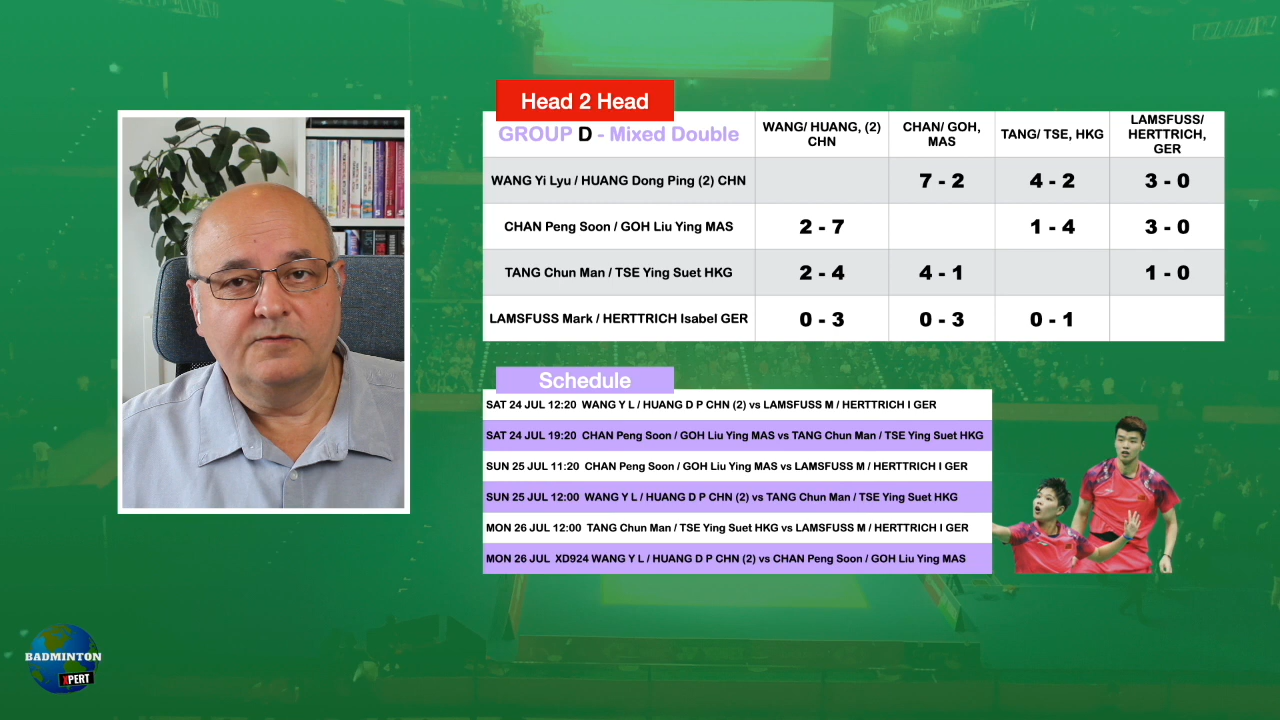 Head 2 Head
GROUP D - Mixed Double
WANG/ HUANG, (2) CHN
CHAN/ GOH, MAS
TANG/ TSE, HKG
LAMSFUSS/ HERTTRICH, GER
WANG Yi Lyu / HUANG Dong Ping (2) CHN
7 - 2
4 - 2
3 - 0
CHAN Peng Soon / GOH Liu Ying MAS
2 - 7
1 - 4
3 - 0
TANG Chun Man / TSE Ying Suet HKG
2 - 4
4 - 1
1 - 0
LAMSFUSS Mark / HERTTRICH Isabel GER
0 - 3
0 - 3
0 - 1
Schedule
SAT 24 JUL 12:20 WANG Y L / HUANG D P CHN (2) vs LAMSFUSS M / HERTTRICH I GER
SAT 24 JUL 19:20 CHAN Peng Soon / GOH Liu Ying MAS vs TANG Chun Man / TSE Ying Suet HKG
SUN 25 JUL 11:20 CHAN Peng Soon / GOH Liu Ying MAS vs LAMSFUSS M / HERTTRICH I GER
SUN 25 JUL 12:00 WANG Y L / HUANG D P CHN (2) vs TANG Chun Man / TSE Ying Suet HKG
MON 26 JUL 12:00 TANG Chun Man / TSE Ying Suet HKG vs LAMSFUSS M / HERTTRICH I GER
MON 26 JUL XD924 WANG Y L / HUANG D P CHN (2) vs CHAN Peng Soon / GOH Liu Ying MAS
BADMINTON
XPERT